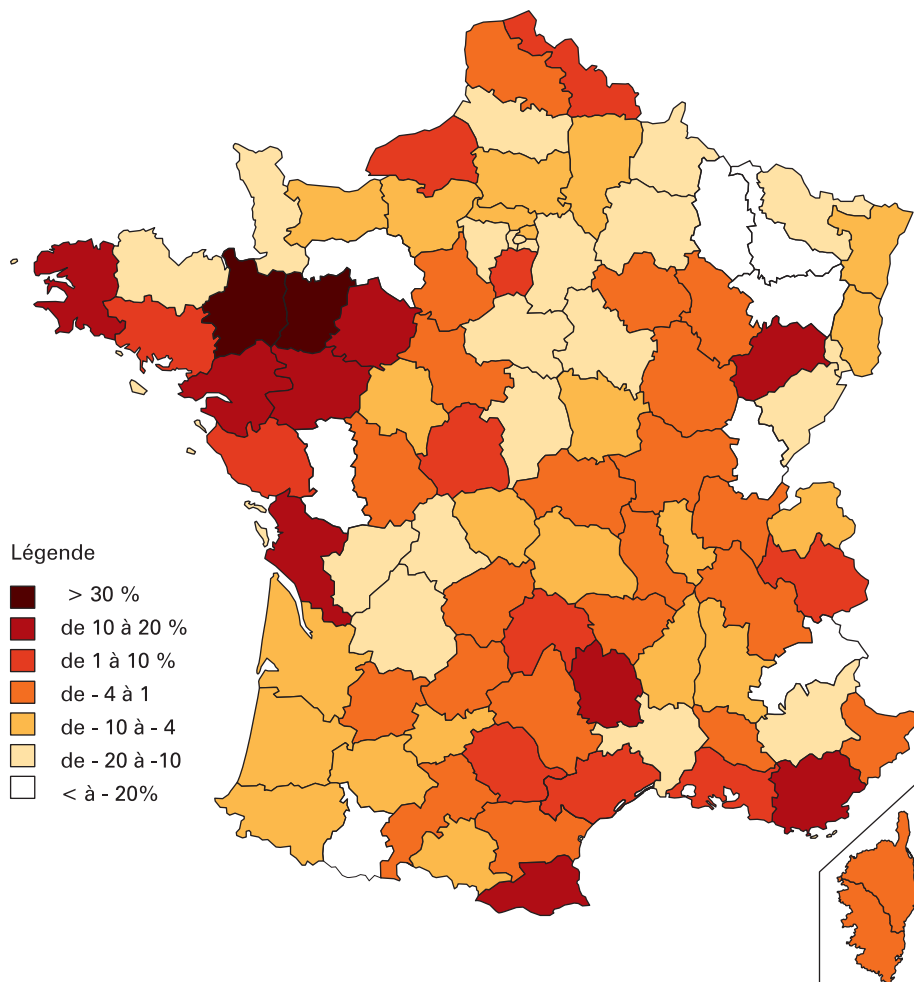 Légende
> 30 %
de 10 à 20 %
de 1 à 10 %
de - 4 à 1
de - 10 à - 4
de - 20 à -10
< à - 20%